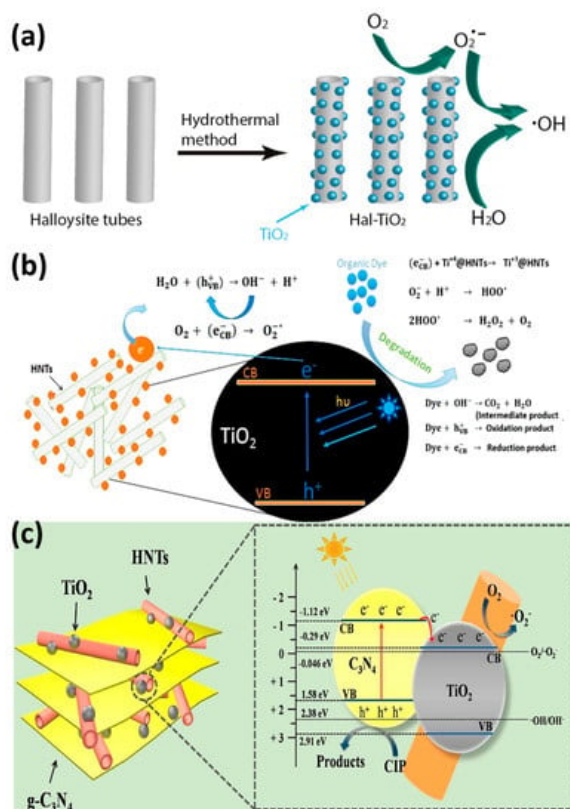 (a)
O₂
O₂•−
Hydrothermal
method
•OH
Halloysite tubes
TiO₂
Hal-TiO₂
H₂O
(b)
H₂O + (h⁺VB) → OH⁻ + H⁺
O₂ + (e⁻CB) → O₂⁻•
Organic Dye
(e⁻CB) + Ti⁺⁴@HNTs → Ti⁺³@HNTs
O₂⁻ + H⁺ → HOO•
2HOO• → H₂O₂ + O₂
Degradation
HNTs
CB
e⁻
hυ
TiO₂
VB
h⁺
Dye + OH⁻ → CO₂ + H₂O
(Intermediate product
Dye + h⁺VB → Oxidation product
Dye + e⁻CB → Reduction product
(c)
HNTs
TiO₂
g-C₃N₄
-2
-1
0
+1
+2
+3
-1.12 eV
-0.29 eV
-0.046 eV
1.58 eV
2.38 eV
2.91 eV
e⁻ e⁻ e⁻
CB
C₃N₄
VB
h⁺ h⁺ h⁺
e⁻
e⁻ e⁻ e⁻
CB
TiO₂
VB
O₂
·O₂⁻
O₂/·O₂⁻
·OH/OH⁻
Products
CIP